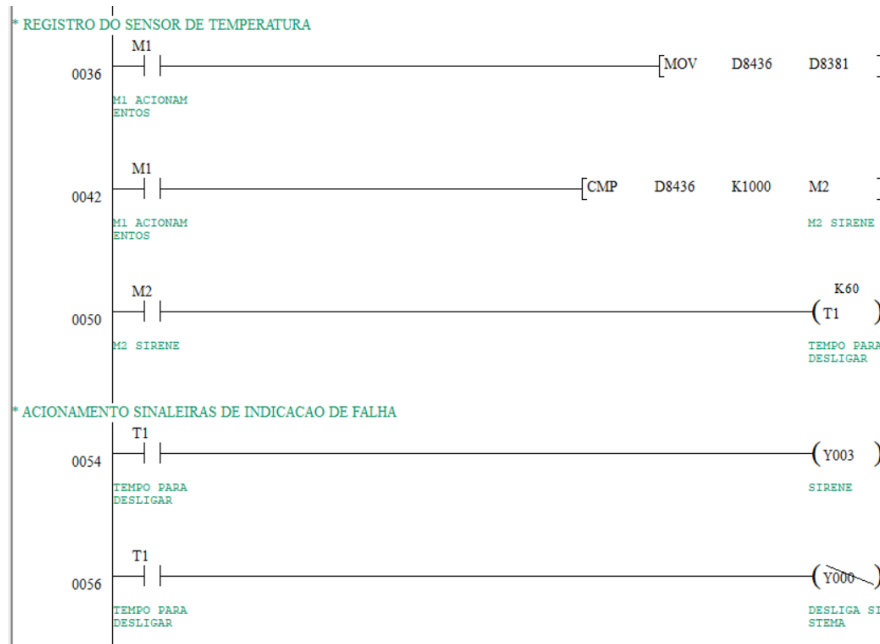 * REGISTRO DO SENSOR DE TEMPERATURA
M1
0036
MOV D8436 D8381
M1 ACIONAM
ENTOS
M1
0042
CMP D8436 K1000 M2
M1 ACIONAM
ENTOS
M2 SIRENE
M2
K60
0050
T1
M2 SIRENE
TEMPO PARA
DESLIGAR
* ACIONAMENTO SINALEIRAS DE INDICACAO DE FALHA
T1
0054
Y003
TEMPO PARA
DESLIGAR
SIRENE
T1
0056
Y000
TEMPO PARA
DESLIGAR
DESLIGA SI
STEMA